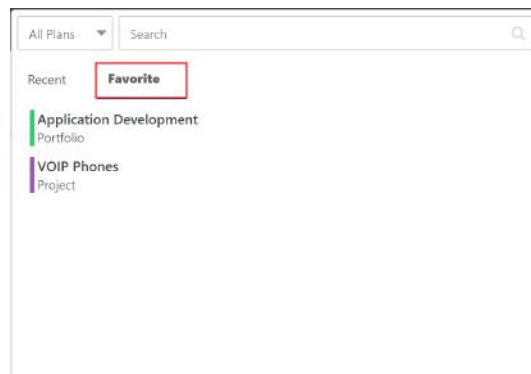 All Plans
Search
Recent
Favorite
Application Development
Portfolio
VOIP Phones
Project